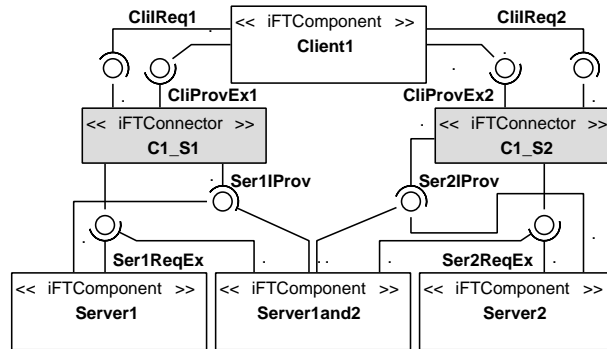 CliIReq1
<< iFTComponent >>
CliIReq2
Client1
CliProvEx1
CliProvEx2
<< iFTConnector >>
<< iFTConnector >>
C1_S1
C1_S2
Ser1IProv
Ser2IProv
Ser1ReqEx
Ser2ReqEx
<< iFTComponent >>
<< iFTComponent >>
<< iFTComponent >>
Server1
Server1and2
Server2